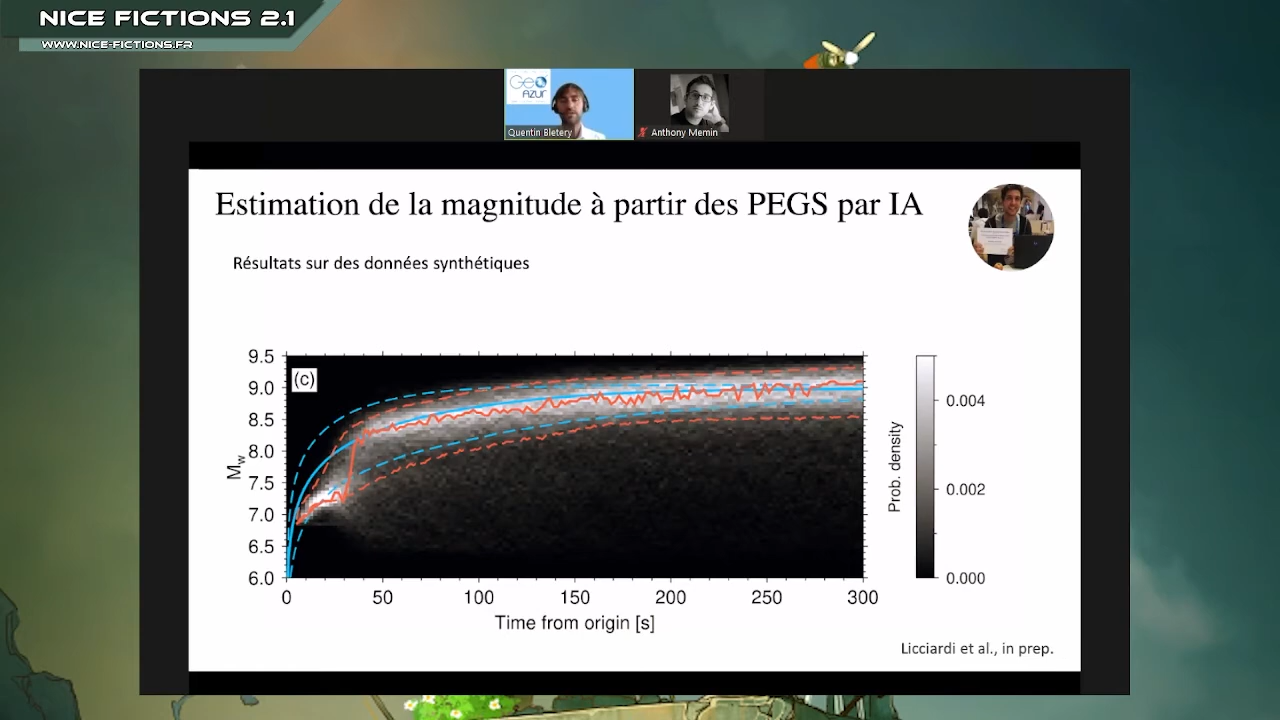 NICE FICTIONS 2.1
WWW.NICE-FICTIONS.FR
Geo
AZUR
Quentin Bletery
Anthony Memin
Estimation de la magnitude à partir des PEGS par IA
Résultats sur des données synthétiques
(c)
9.5
9.0
8.5
8.0
7.5
7.0
6.5
6.0
Mw
0 50 100 150 200 250 300
Time from origin [s]
Prob. density
0.004
0.002
0.000
Licciardi et al., in prep.